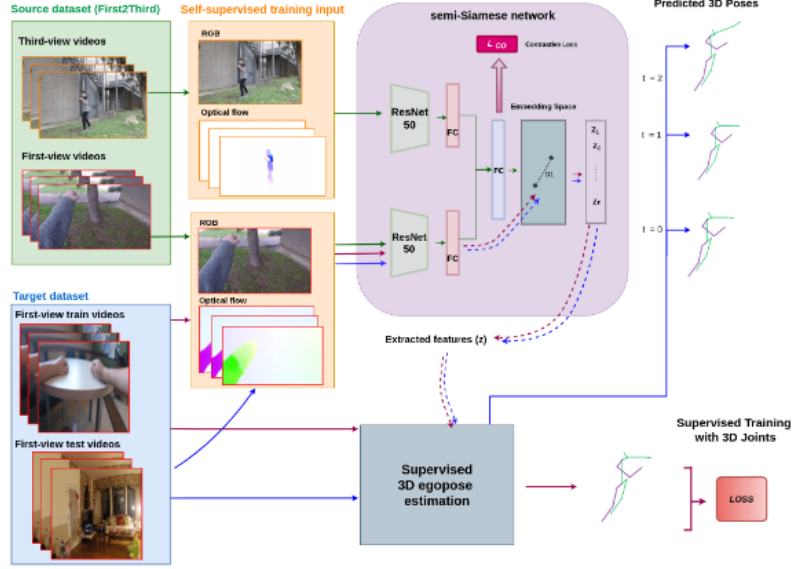 Source dataset (First2Third)
Self-supervised training input
semi-Siamese network
Predicted 3D Poses
Third-view videos
RGB
L CO
Contrastive Loss
t = 2
Optical flow
ResNet
50
FC
Embedding Space
First-view videos
FC
D1
Z1
t = 1
RGB
ResNet
50
FC
t = 0
Target dataset
First-view train videos
Optical flow
Extracted features (z)
First-view test videos
Supervised
3D egopose
estimation
Supervised Training
with 3D Joints
LOSS